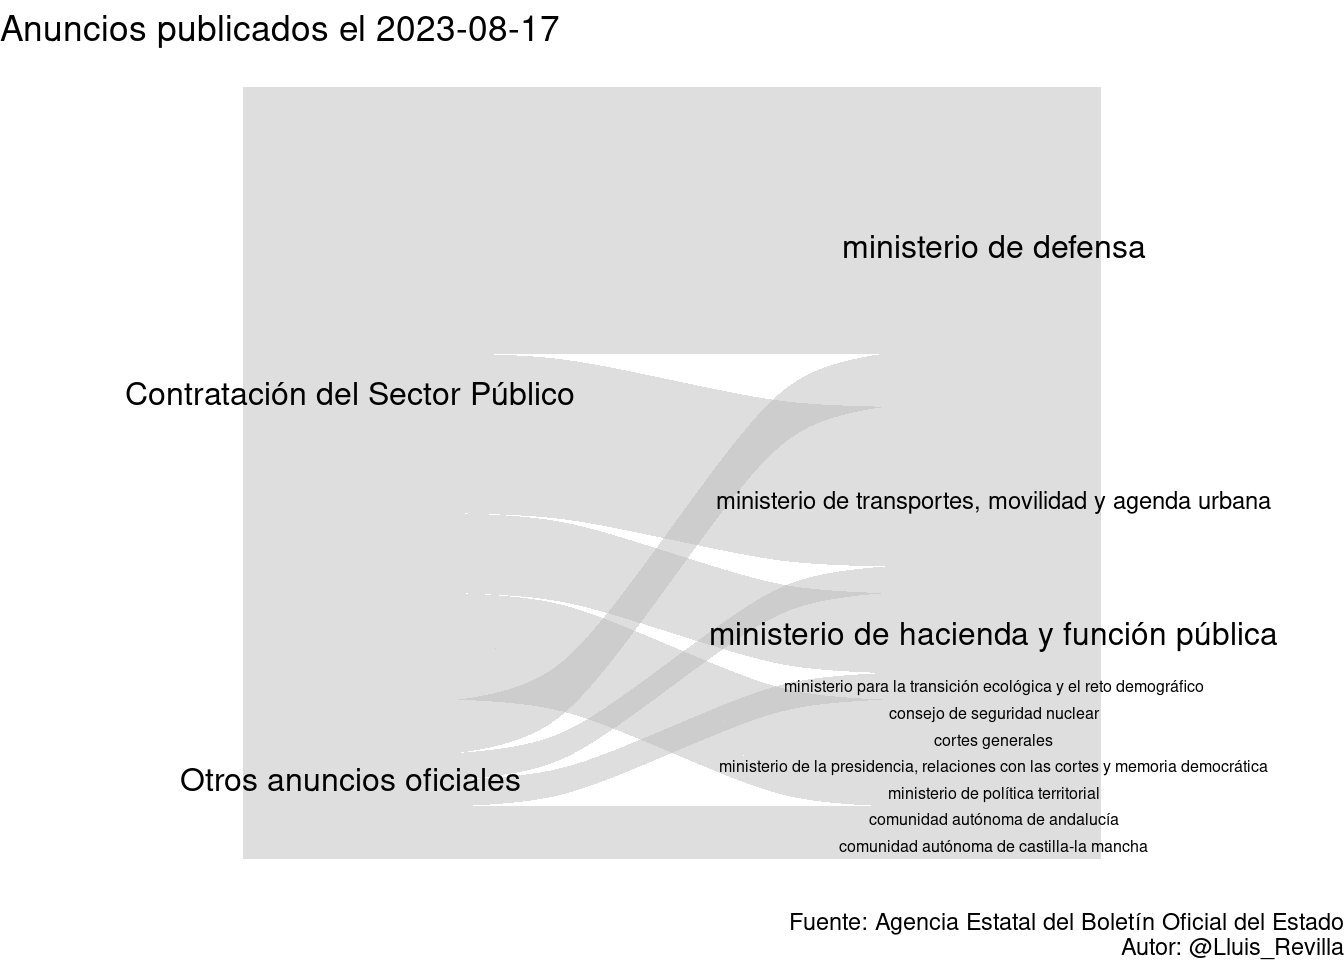 Anuncios publicados el 2023-08-17
ministerio de defensa
Contratación del Sector Público
ministerio de transportes, movilidad y agenda urbana
ministerio de hacienda y función pública
ministerio para la transición ecológica y el reto demográfico
consejo de seguridad nuclear
cortes generales
ministerio de la presidencia, relaciones con las cortes y memoria democrática
Otros anuncios oficiales
ministerio de política territorial
comunidad autónoma de andalucía
comunidad autónoma de castilla-la mancha
Fuente: Agencia Estatal del Boletín Oficial del Estado
Autor: @Lluis_Revilla